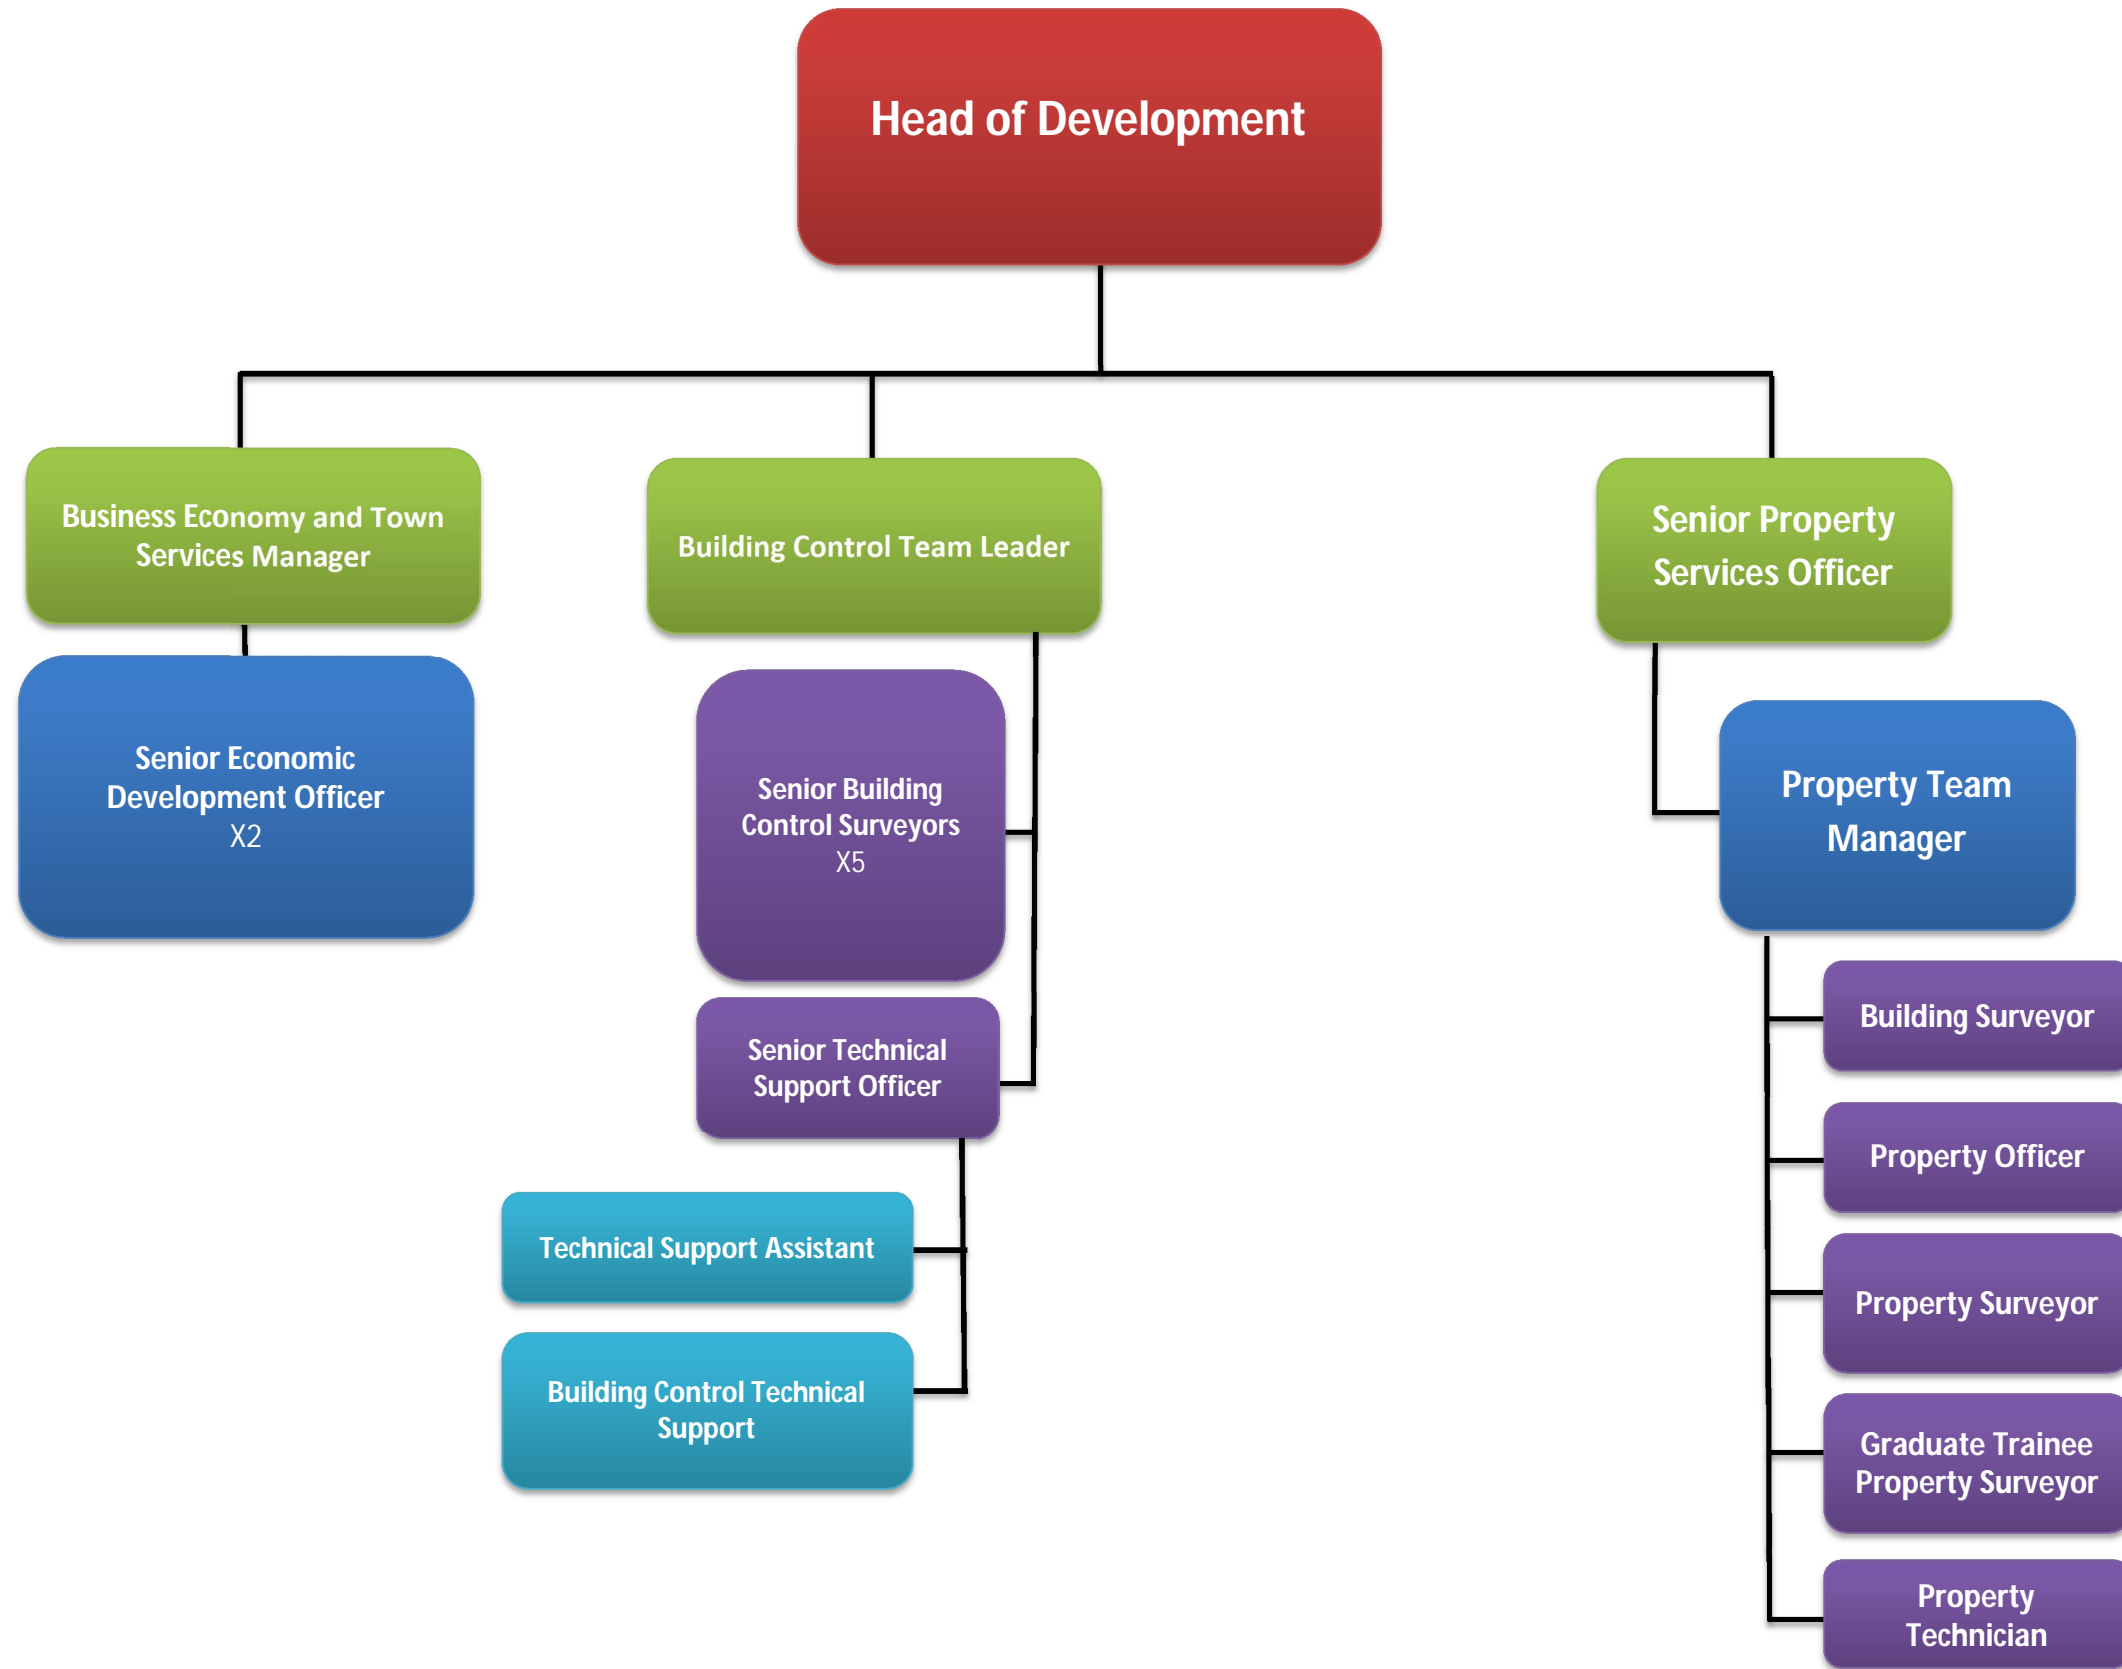 Head of Development
Business Economy and Town
Services Manager
Building Control Team Leader
Senior Property
Services Officer
Senior Economic
Development Officer
X2
Senior Building
Control Surveyors
X5
Senior Technical
Support Officer
Technical Support Assistant
Building Control Technical
Support
Property Team
Manager
Building Surveyor
Property Officer
Property Surveyor
Graduate Trainee
Property Surveyor
Property
Technician